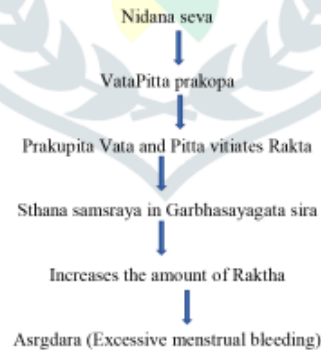 Nidana seva
VataPitta prakopa
Prakupita Vata and Pitta vitiates Rakta
Sthana samsraya in Garbhasayagata sira
Increases the amount of Raktha
Asrgdara (Excessive menstrual bleeding)